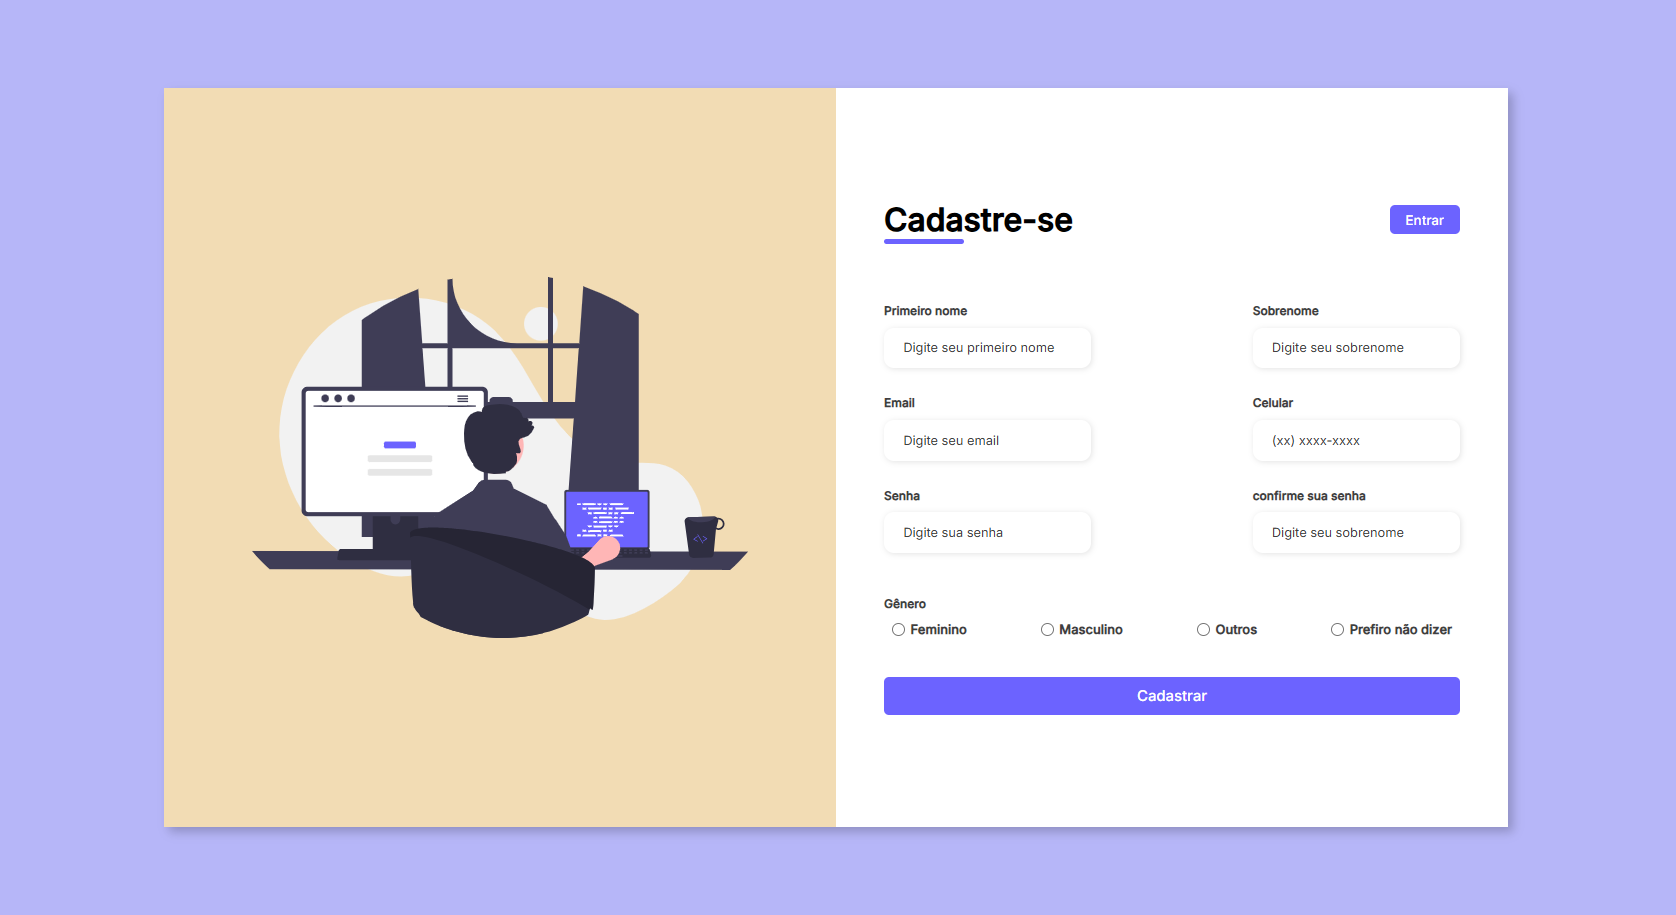 Cadastre-se
Entrar
Primeiro nome
Sobrenome
Digite seu primeiro nome
Digite seu sobrenome
Email
Celular
Digite seu email
(xx) xxxx-xxxx
Senha
confirme sua senha
Digite sua senha
Digite seu sobrenome
Gênero
Feminino
Masculino
Outros
Prefiro não dizer
Cadastrar